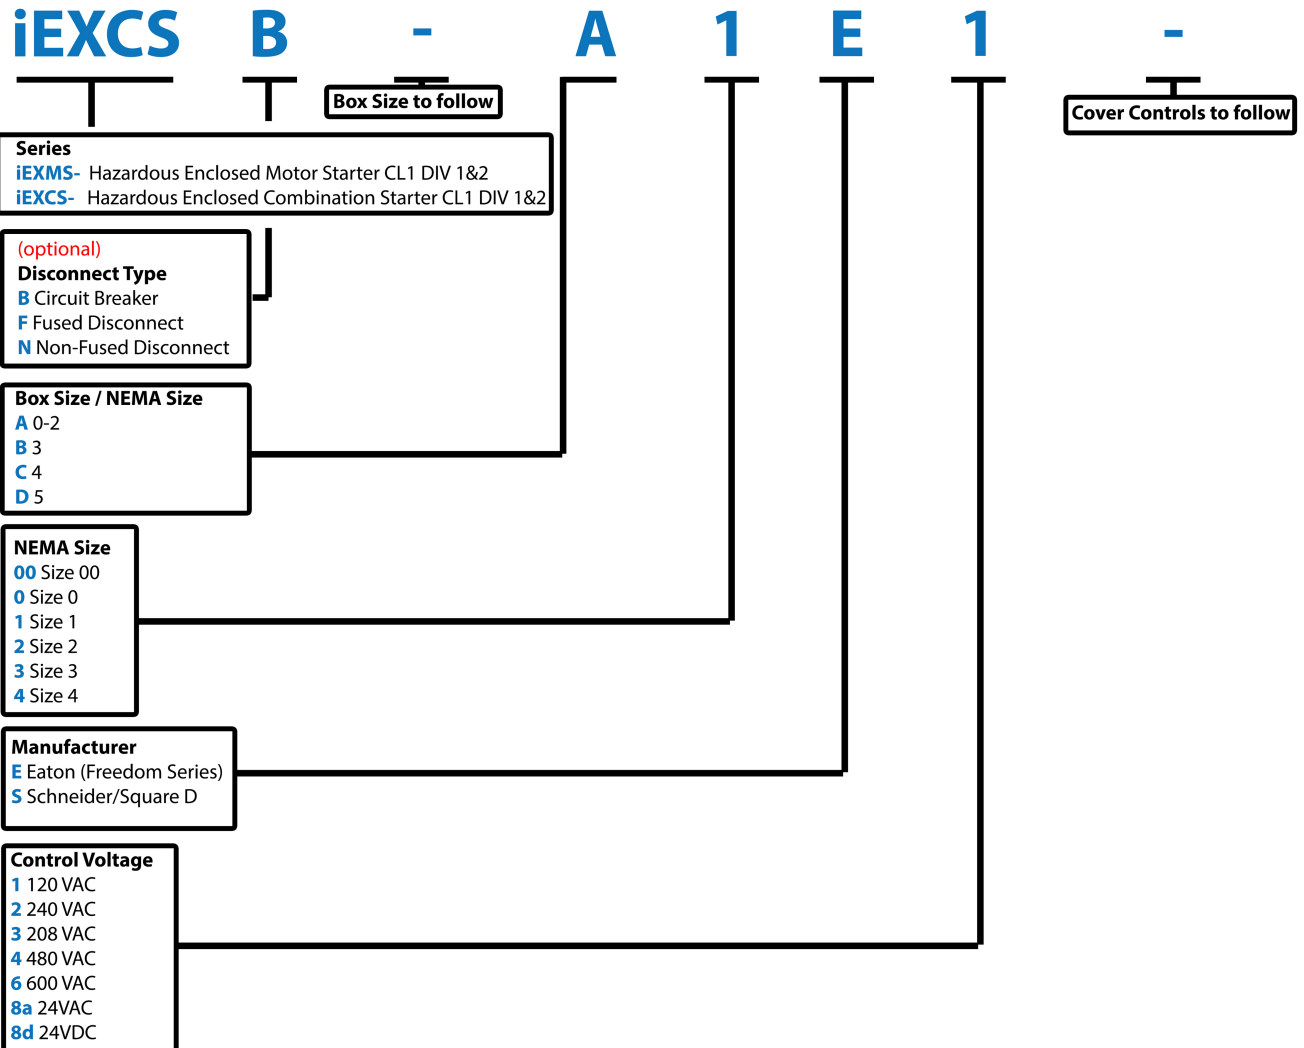 iEXCS B - A 1 E 1 -
Box Size to follow
Cover Controls to follow
Series
iEXMS- Hazardous Enclosed Motor Starter CL1 DIV 1&2
iEXCS- Hazardous Enclosed Combination Starter CL1 DIV 1&2
(optional)
Disconnect Type
B Circuit Breaker
F Fused Disconnect
N Non-Fused Disconnect
Box Size / NEMA Size
A 0-2
B 3
C 4
D 5
NEMA Size
00 Size 00
0 Size 0
1 Size 1
2 Size 2
3 Size 3
4 Size 4
Manufacturer
E Eaton (Freedom Series)
S Schneider/Square D
Control Voltage
1 120 VAC
2 240 VAC
3 208 VAC
4 480 VAC
6 600 VAC
8a 24VAC
8d 24VDC